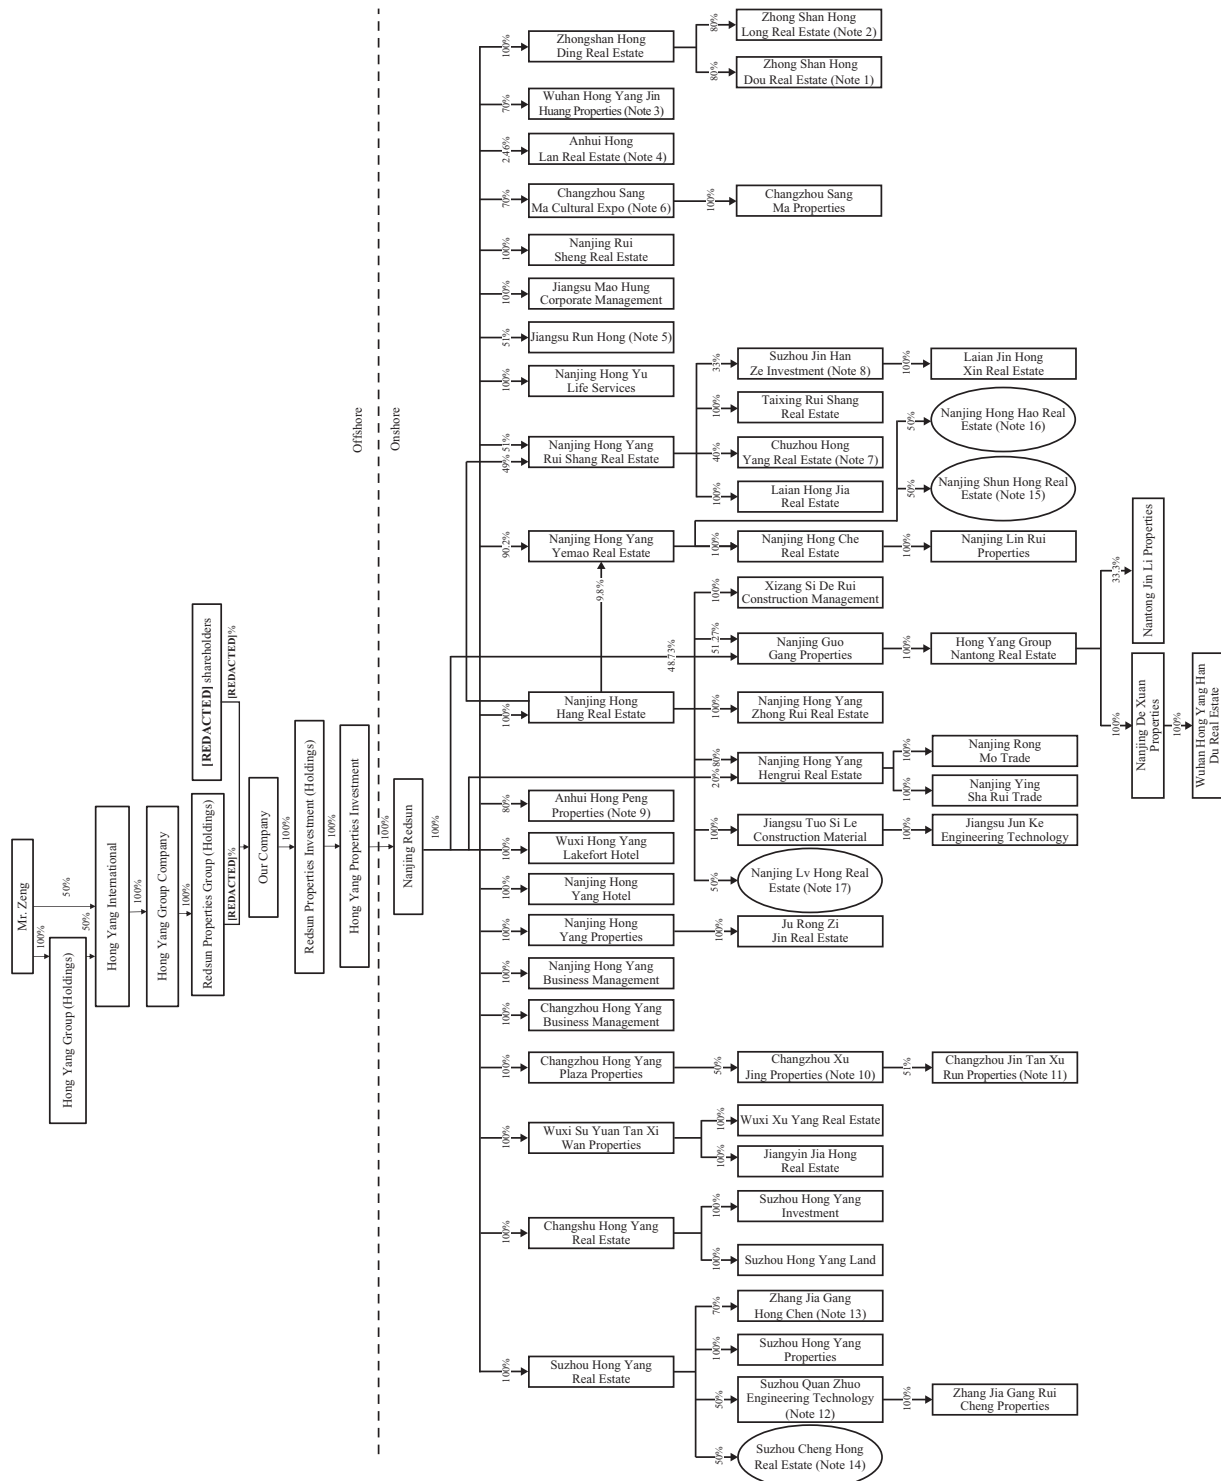 Mr. Zeng
100%
50%
Hong Yang Group (Holdings)
50%
Hong Yang International
100%
Hong Yang Group Company
100%
Redsun Properties Group (Holdings)
[REDACTED] shareholders
[REDACTED]%
[REDACTED]%
Our Company
100%
Redsun Properties Investment (Holdings)
100%
Hong Yang Properties Investment
100%
Offshore
Onshore
Nanjing Redsun
100%
100%
Zhongshan Hong
Ding Real Estate
80%
Zhong Shan Hong
Long Real Estate (Note 2)
80%
Zhong Shan Hong
Dou Real Estate (Note 1)
70%
Wuhan Hong Yang Jin
Huang Properties (Note 3)
2.46%
Anhui Hong
Lan Real Estate (Note 4)
70%
Changzhou Sang
Ma Cultural Expo (Note 6)
100%
Changzhou Sang
Ma Properties
100%
Nanjing Rui
Sheng Real Estate
100%
Jiangsu Mao Hung
Corporate Management
51%
Jiangsu Run Hong (Note 5)
100%
Nanjing Hong Yu
Life Services
49%
51%
Nanjing Hong Yang
Rui Shang Real Estate
33%
Suzhou Jin Han
Ze Investment (Note 8)
100%
Laian Jin Hong
Xin Real Estate
100%
Taixing Rui Shang
Real Estate
40%
Chuzhou Hong
Yang Real Estate (Note 7)
100%
Laian Hong Jia
Real Estate
50%
Nanjing Hong Hao Real
Estate (Note 16)
50%
Nanjing Shun Hong Real
Estate (Note 15)
90.2%
Nanjing Hong Yang
Yemao Real Estate
100%
Nanjing Hong Che
Real Estate
100%
Nanjing Lin Rui
Properties
9.8%
100%
Nanjing Hong
Hang Real Estate
100%
Xizang Si De Rui
Construction Management
48.73%
51.27%
Nanjing Guo
Gang Properties
100%
Hong Yang Group
Nantong Real Estate
33.3%
Nantong Jin Li Properties
100%
Nanjing De Xuan
Properties
100%
Wuhan Hong Yang Han
Du Real Estate
100%
Nanjing Hong Yang
Zhong Rui Real Estate
20%
80%
Nanjing Hong Yang
Hengrui Real Estate
100%
Nanjing Rong
Mo Trade
100%
Nanjing Ying
Sha Rui Trade
100%
Jiangsu Tuo Si Le
Construction Material
100%
Jiangsu Jun Ke
Engineering Technology
50%
Nanjing Lv Hong Real
Estate (Note 17)
80%
Anhui Hong Peng
Properties (Note 9)
100%
Wuxi Hong Yang
Lakefort Hotel
100%
Nanjing Hong
Yang Hotel
100%
Nanjing Hong
Yang Properties
100%
Ju Rong Zi
Jin Real Estate
100%
Nanjing Hong Yang
Business Management
100%
Changzhou Hong Yang
Business Management
100%
Changzhou Hong Yang
Plaza Properties
50%
Changzhou Xu
Jing Properties (Note 10)
51%
Changzhou Jin Tan Xu
Run Properties (Note 11)
100%
Wuxi Su Yuan Tan Xi
Wan Properties
100%
Wuxi Xu Yang Real Estate
100%
Jiangyin Jia Hong
Real Estate
100%
Changshu Hong Yang
Real Estate
100%
Suzhou Hong Yang
Investment
100%
Suzhou Hong Yang Land
100%
Suzhou Hong Yang
Real Estate
70%
Zhang Jia Gang
Hong Chen (Note 13)
100%
Suzhou Hong Yang
Properties
50%
Suzhou Quan Zhuo
Engineering Technology
(Note 12)
100%
Zhang Jia Gang Rui
Cheng Properties
50%
Suzhou Cheng Hong
Real Estate (Note 14)